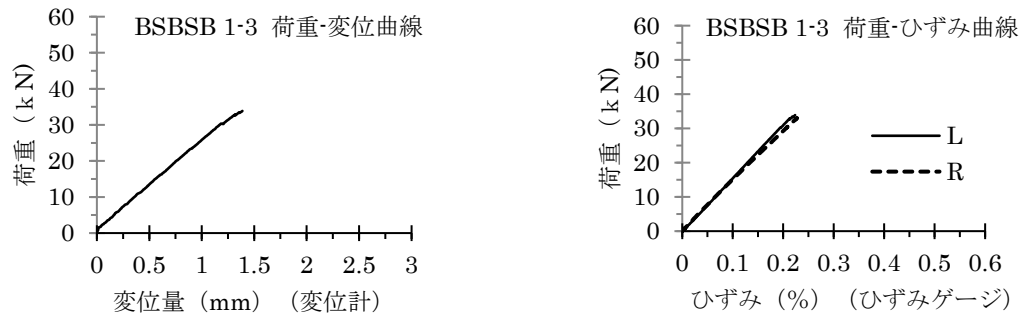 BSBSB 1-3 荷重-変位曲線
60
50
40
30
20
10
0
荷重（ｋN）
0 0.5 1 1.5 2 2.5 3
変位量（mm）（変位計）
BSBSB 1-3 荷重-ひずみ曲線
60
50
40
30
20
10
0
荷重（ｋN）
L
R
0 0.1 0.2 0.3 0.4 0.5 0.6
ひずみ（%）（ひずみゲージ）